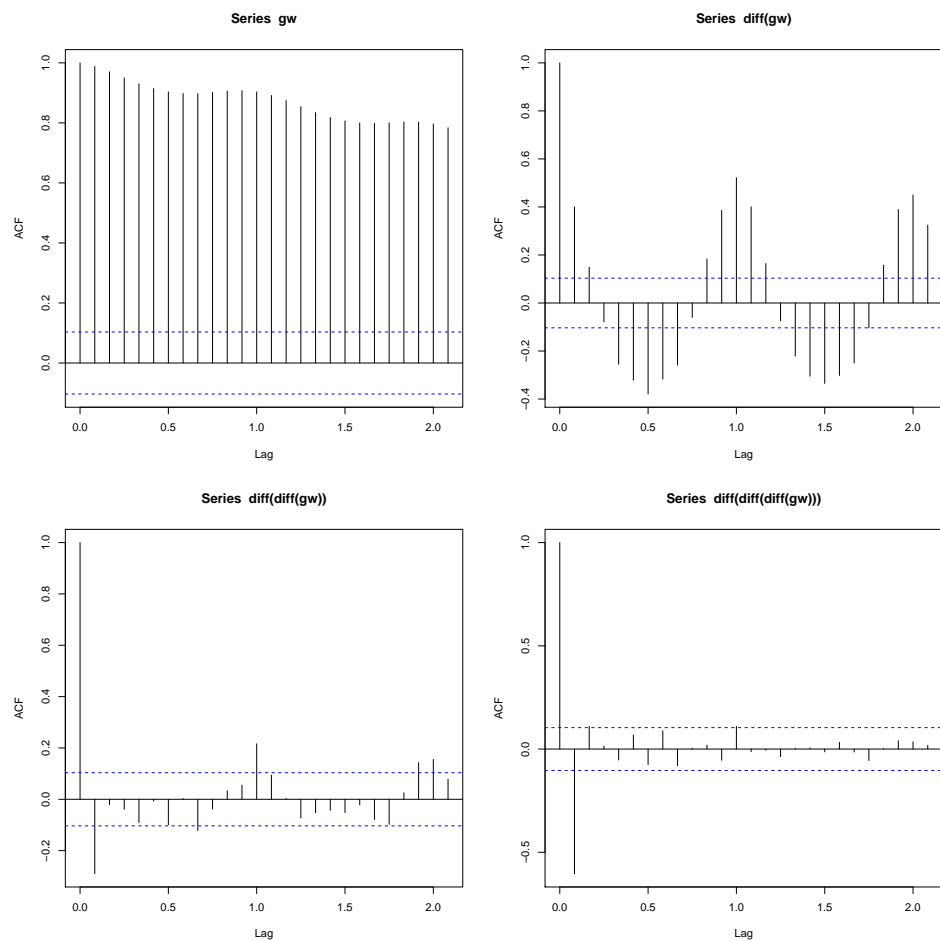 Series gw
ACF
0.0 0.2 0.4 0.6 0.8 1.0
0.0 0.5 1.0 1.5 2.0
Lag
Series diff(gw)
ACF
−0.4 −0.2 0.0 0.2 0.4 0.6 0.8 1.0
0.0 0.5 1.0 1.5 2.0
Lag
Series diff(diff(gw))
ACF
−0.2 0.0 0.2 0.4 0.6 0.8 1.0
0.0 0.5 1.0 1.5 2.0
Lag
Series diff(diff(diff(gw)))
ACF
−0.5 0.0 0.5 1.0
0.0 0.5 1.0 1.5 2.0
Lag